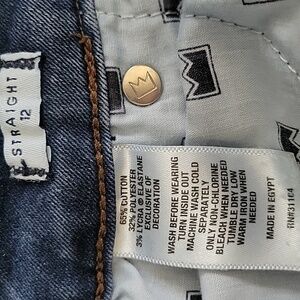 STRAIGHT
12
65% COTTON
32% POLYESTER
3% LYCRA® ELASTANE
EXCLUSIVE OF
DECORATION
WASH BEFORE WEARING
TURN INSIDE OUT
MACHINE WASH COLD
SEPARATELY
ONLY NON-CHLORINE
BLEACH WHEN NEEDED
TUMBLE DRY LOW
WARM IRON WHEN
NEEDED
MADE IN EGYPT
RN#31164